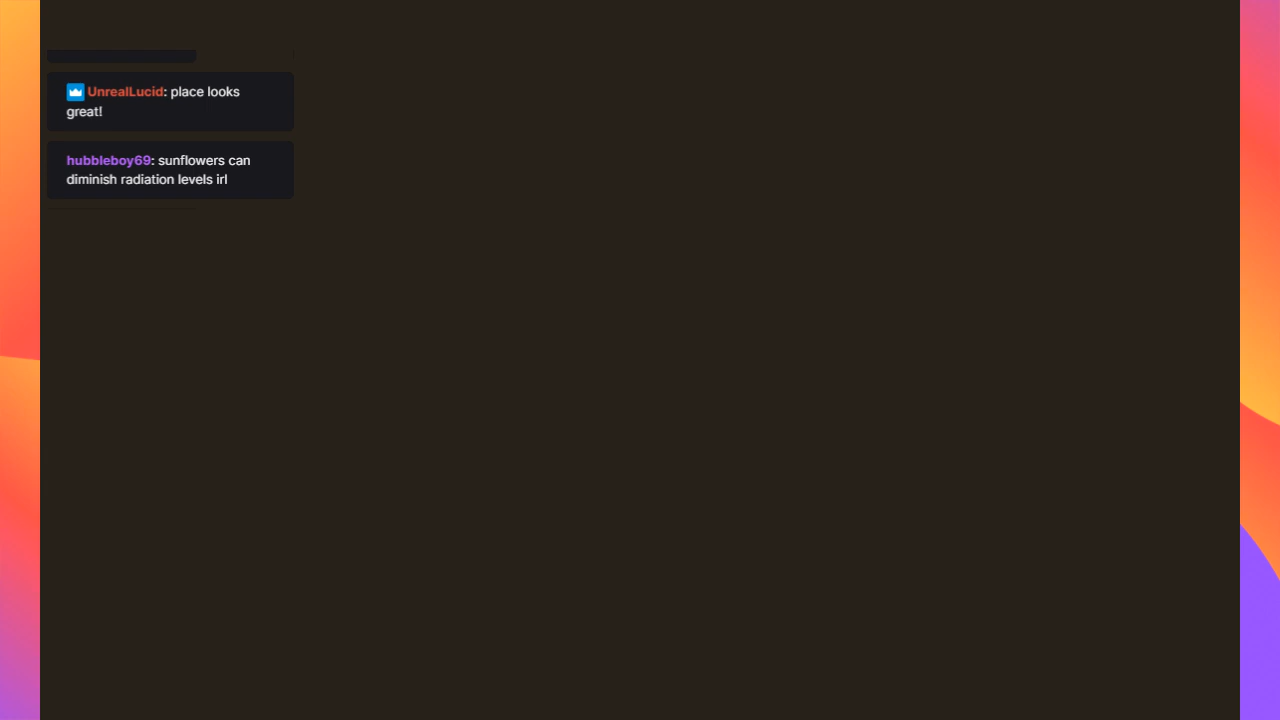 UnrealLucid: place looks
great!
hubbleboy69: sunflowers can
diminish radiation levels irl